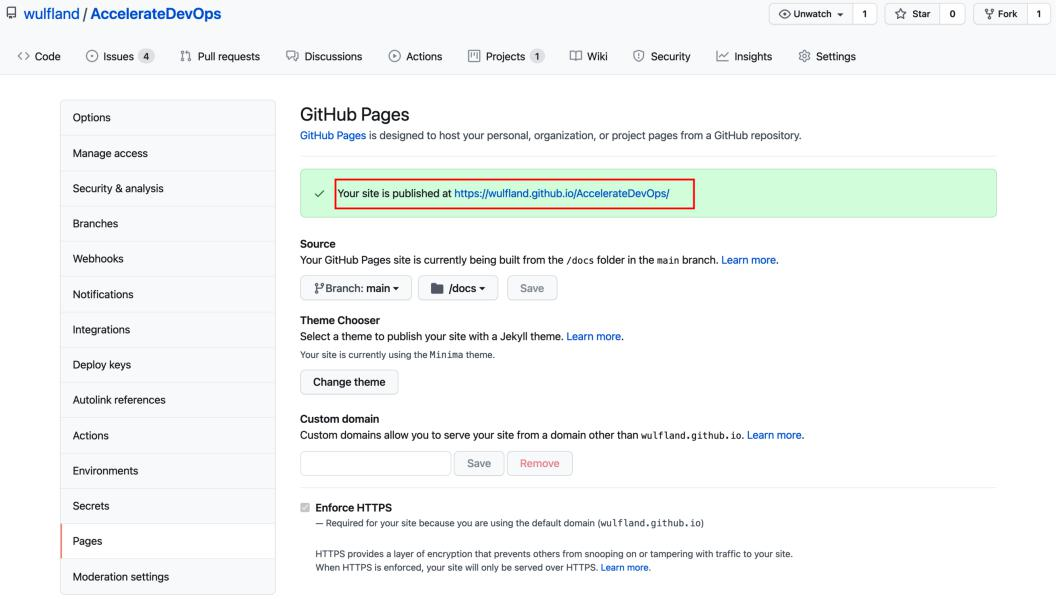 wulfland / AccelerateDevOps
Unwatch 1 Star 0 Fork 1
Code Issues 4 Pull requests Discussions Actions Projects 1 Wiki Security Insights Settings
Options
Manage access
Security & analysis
Branches
Webhooks
Notifications
Integrations
Deploy keys
Autolink references
Actions
Environments
Secrets
Pages
Moderation settings
GitHub Pages
GitHub Pages is designed to host your personal, organization, or project pages from a GitHub repository.
Your site is published at https://wulfland.github.io/AccelerateDevOps/
Source
Your GitHub Pages site is currently being built from the /docs folder in the main branch. Learn more.
Branch: main /docs Save
Theme Chooser
Select a theme to publish your site with a Jekyll theme. Learn more.
Your site is currently using the Minima theme.
Change theme
Custom domain
Custom domains allow you to serve your site from a domain other than wulfland.github.io. Learn more.
Save Remove
Enforce HTTPS
— Required for your site because you are using the default domain (wulfland.github.io)
HTTPS provides a layer of encryption that prevents others from snooping on or tampering with traffic to your site.
When HTTPS is enforced, your site will only be served over HTTPS. Learn more.